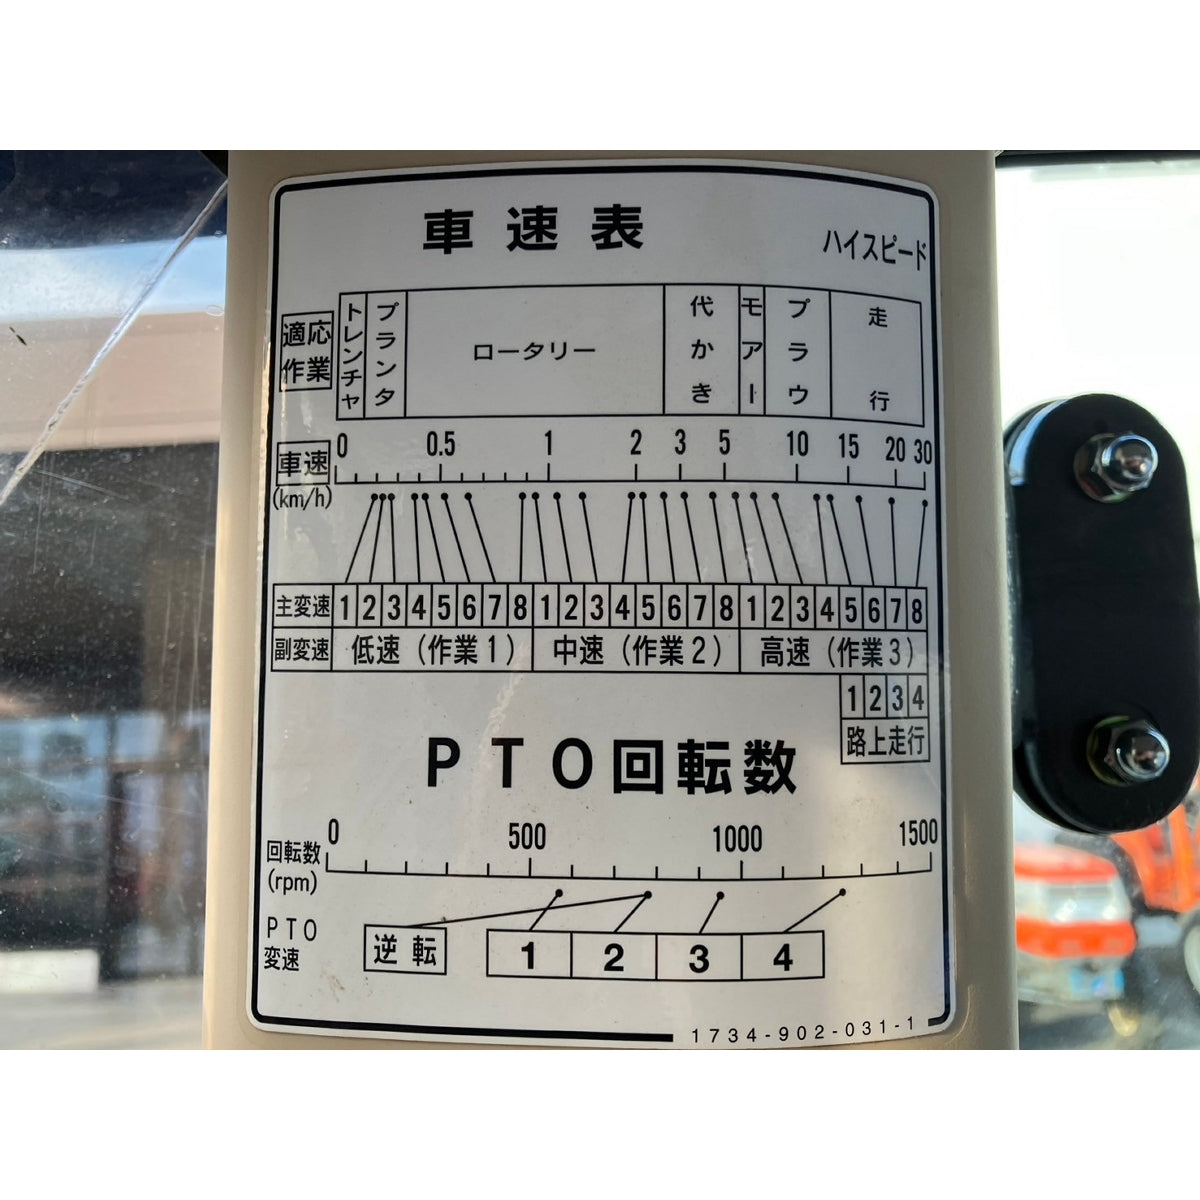 車速表
ハイスピード
適応作業 トレンチャ プランタ ロータリー 代かき モアー プラウ 走行
車速 0 0.5 1 2 3 5 10 15 20 30
(km/h)
主変速 1 2 3 4 5 6 7 8 1 2 3 4 5 6 7 8 1 2 3 4 5 6 7 8
副変速 低速(作業1) 中速(作業2) 高速(作業3)
1 2 3 4
路上走行
PTO回転数
回転数 0 500 1000 1500
(rpm)
PTO
変速 逆転 1 2 3 4
1734-902-031-1